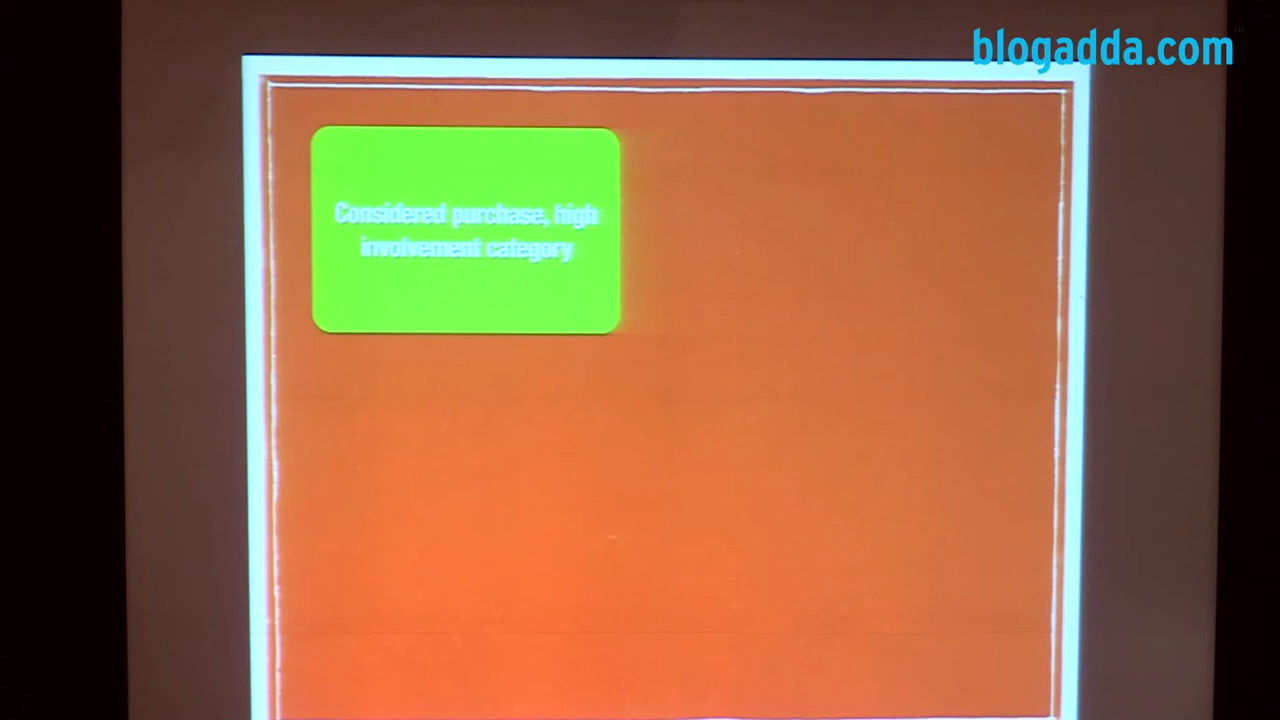 blogadda.com
Considered purchase, high
involvement category